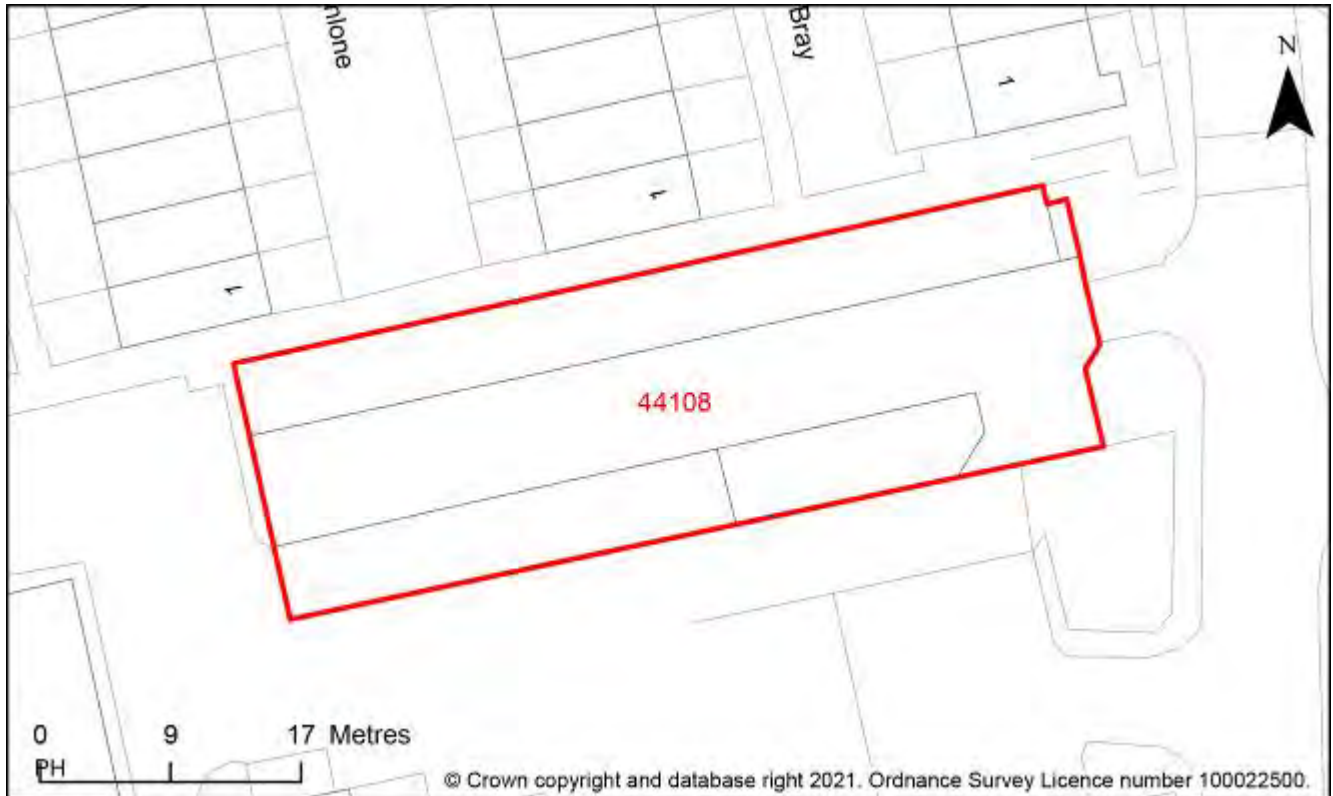 Bray
N
1
1
1
44108
0 9 17 Metres
PH
© Crown copyright and database right 2021. Ordnance Survey Licence number 100022500.